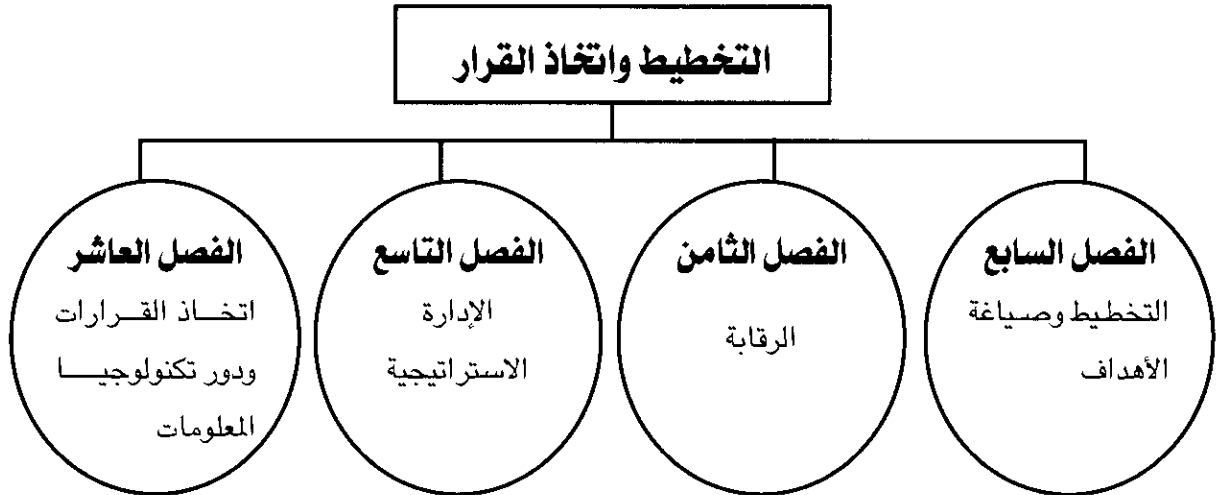 التخطيط واتخاذ القرار
الفصل السابع
التخطيط وصياغة
الأهداف
الفصل الثامن
الرقابة
الفصل التاسع
الإدارة
الاستراتيجية
الفصل العاشر
اتخاذ القرارات
ودور تكنولوجيا
المعلومات